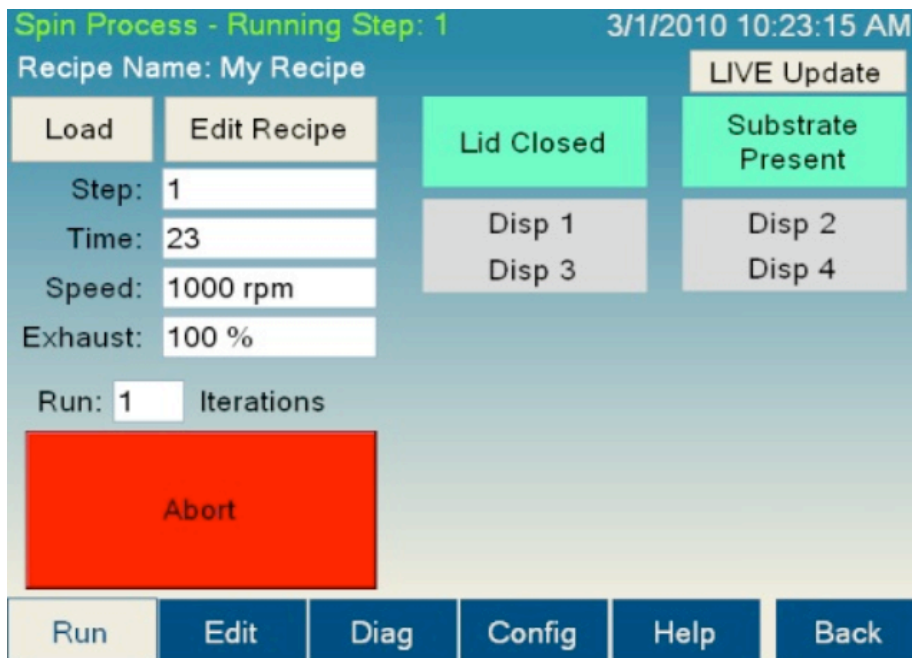 Spin Process - Running Step: 1 3/1/2010 10:23:15 AM
Recipe Name: My Recipe LIVE Update
Load Edit Recipe Lid Closed Substrate
Present
Step: 1
Time: 23
Disp 1 Disp 2
Disp 3 Disp 4
Speed: 1000 rpm
Exhaust: 100 %
Run: 1 Iterations
Abort
Run Edit Diag Config Help Back